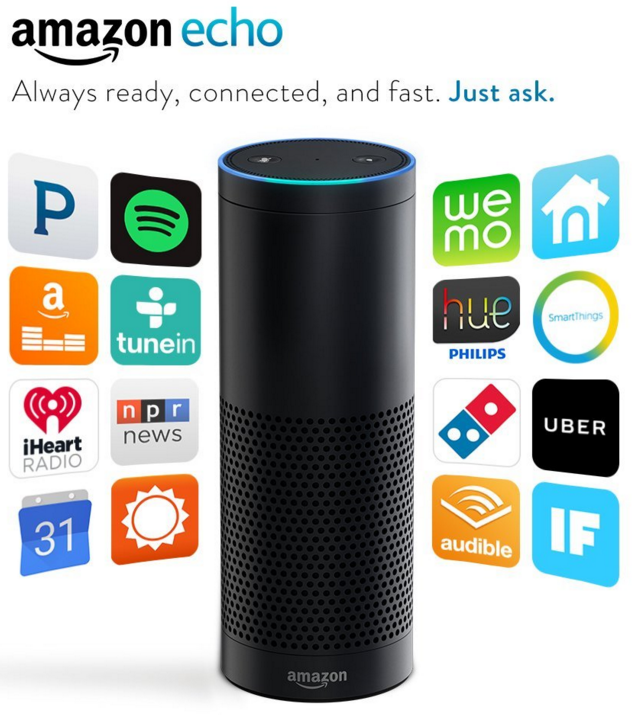 amazon echo
Always ready, connected, and fast. Just ask.
P
a
tunein
iHeart
RADIO
npr
news
31
we
mo
hue
PHILIPS
SmartThings
UBER
audible
IF
amazon